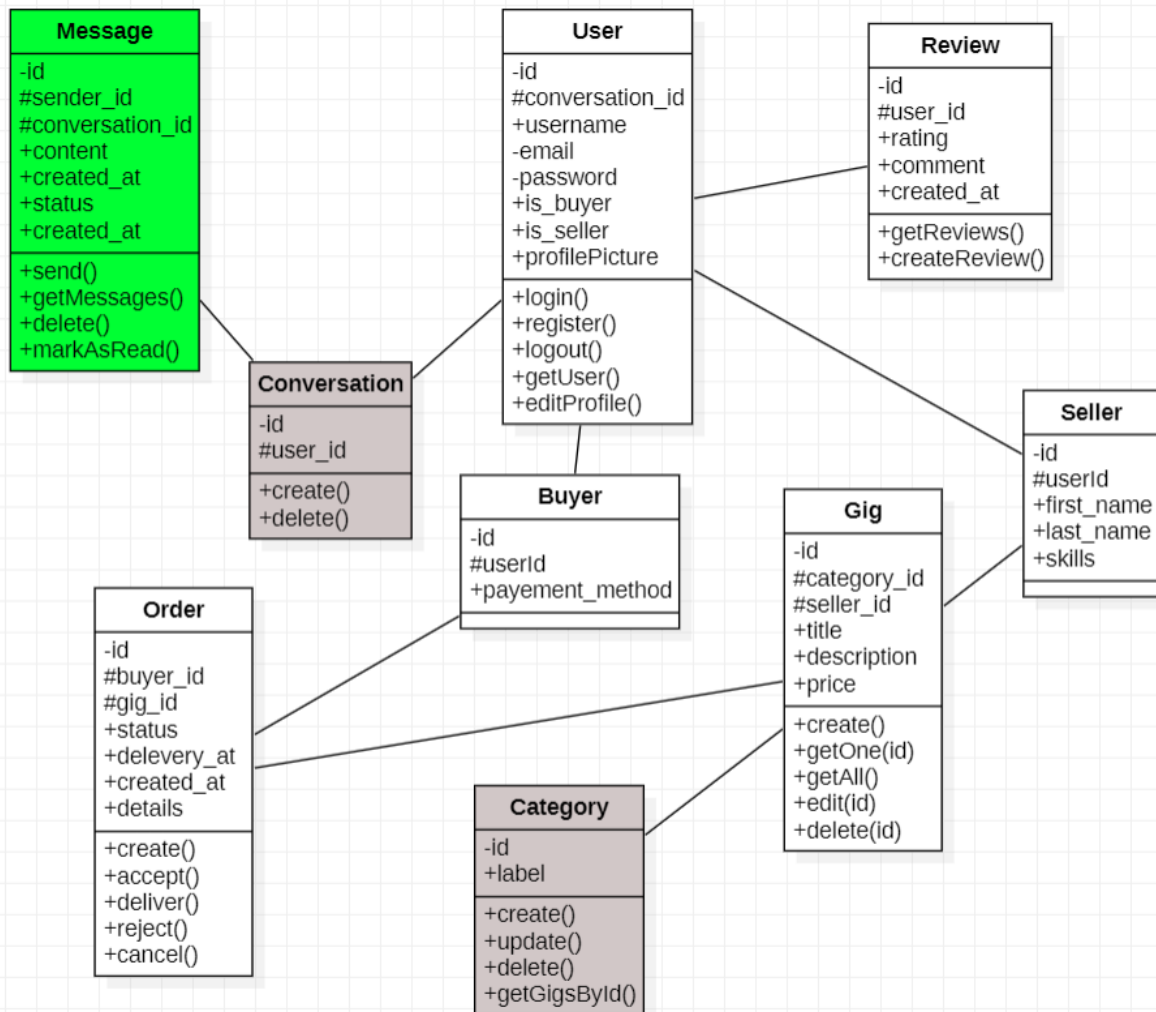 Message
-id
#sender_id
#conversation_id
+content
+created_at
+status
+created_at
+send()
+getMessages()
+delete()
+markAsRead()
User
-id
#conversation_id
+username
-email
-password
+is_buyer
+is_seller
+profilePicture
+login()
+register()
+logout()
+getUser()
+editProfile()
Review
-id
#user_id
+rating
+comment
+created_at
+getReviews()
+createReview()
Conversation
-id
#user_id
+create()
+delete()
Buyer
-id
#userId
+payement_method
Seller
-id
#userId
+first_name
+last_name
+skills
Gig
-id
#category_id
#seller_id
+title
+description
+price
+create()
+getOne(id)
+getAll()
+edit(id)
+delete(id)
Order
-id
#buyer_id
#gig_id
+status
+delevery_at
+created_at
+details
+create()
+accept()
+deliver()
+reject()
+cancel()
Category
-id
+label
+create()
+update()
+delete()
+getGigsById()